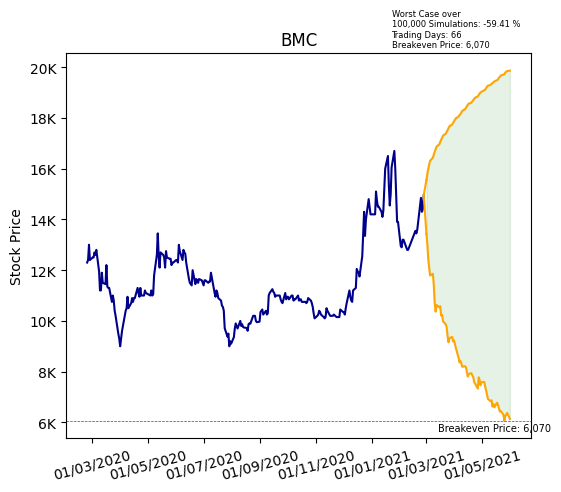 Worst Case over
100,000 Simulations: -59.41 %
Trading Days: 66
Breakeven Price: 6,070
BMC
20K
18K
16K
14K
12K
10K
8K
6K
Stock Price
Breakeven Price: 6,070
01/03/2020
01/05/2020
01/07/2020
01/09/2020
01/11/2020
01/01/2021
01/03/2021
01/05/2021